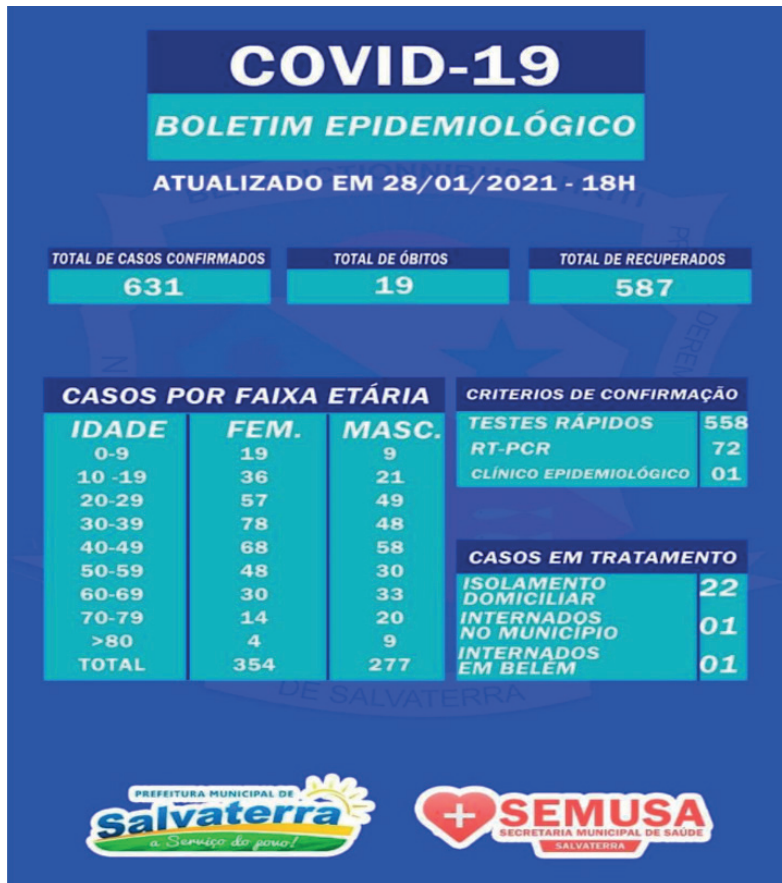 COVID-19
BOLETIM EPIDEMIOLÓGICO
ATUALIZADO EM 28/01/2021 - 18H
TOTAL DE CASOS CONFIRMADOS
631
TOTAL DE ÓBITOS
19
TOTAL DE RECUPERADOS
587
CASOS POR FAIXA ETÁRIA
IDADE FEM. MASC.
0-9 19 9
10 -19 36 21
20-29 57 49
30-39 78 48
40-49 68 58
50-59 48 30
60-69 30 33
70-79 14 20
>80 4 9
TOTAL 354 277
CRITERIOS DE CONFIRMAÇÃO
TESTES RÁPIDOS 558
RT-PCR 72
CLÍNICO EPIDEMIOLÓGICO 01
CASOS EM TRATAMENTO
ISOLAMENTO
DOMICILIAR 22
INTERNADOS
NO MUNICÍPIO 01
INTERNADOS
EM BELÉM 01
DE SALVATERRA
PREFEITURA MUNICIPAL DE
Salvaterra
a Serviço do povo!
SEMUSA
SECRETARIA MUNICIPAL DE SAÚDE
SALVATERRA